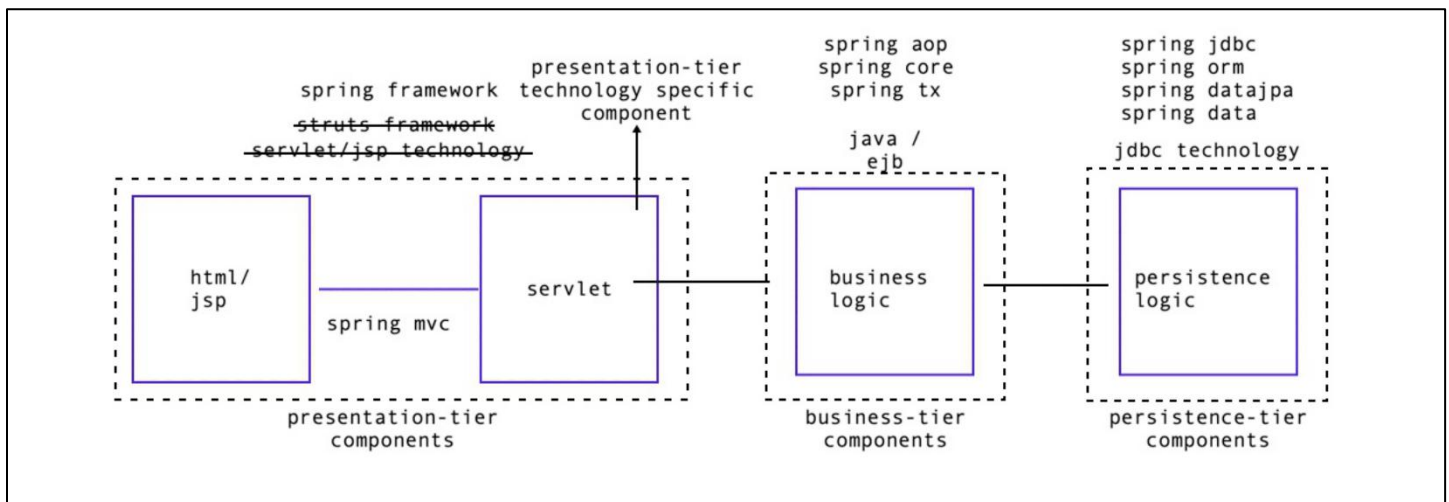 spring framework
struts framework
servlet/jsp technology
presentation-tier
technology specific
component
spring aop
spring core
spring tx
java /
ejb
spring jdbc
spring orm
spring datajpa
spring data
jdbc technology
html/
jsp
spring mvc
servlet
business
logic
persistence
logic
presentation-tier
components
business-tier
components
persistence-tier
components